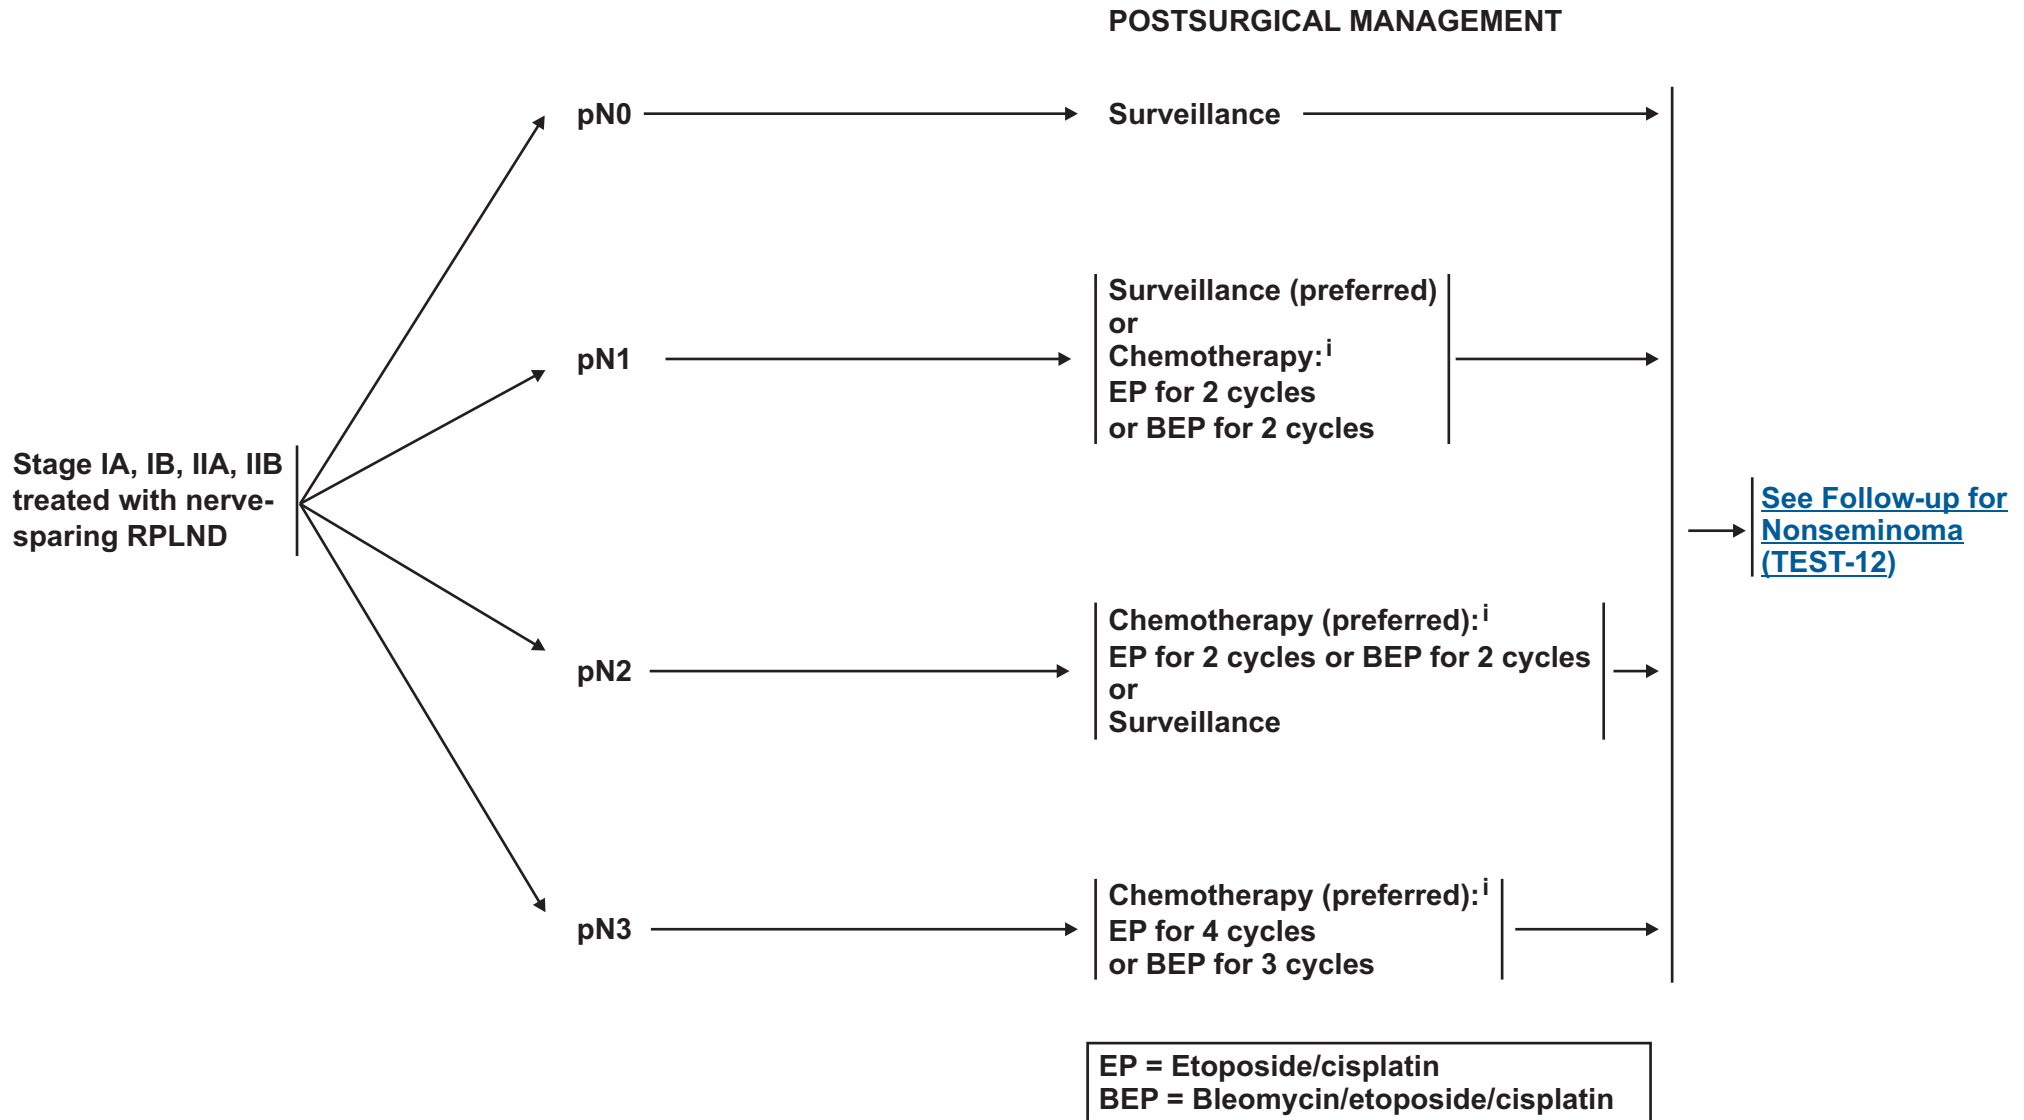 POSTSURGICAL MANAGEMENT
Stage IA, IB, IIA, IIB
treated with nerve-
sparing RPLND
pN0
Surveillance
pN1
Surveillance (preferred)
or
Chemotherapy:i
EP for 2 cycles
or BEP for 2 cycles
pN2
Chemotherapy (preferred):i
EP for 2 cycles or BEP for 2 cycles
or
Surveillance
pN3
Chemotherapy (preferred):i
EP for 4 cycles
or BEP for 3 cycles
See Follow-up for
Nonseminoma
(TEST-12)
EP = Etoposide/cisplatin
BEP = Bleomycin/etoposide/cisplatin